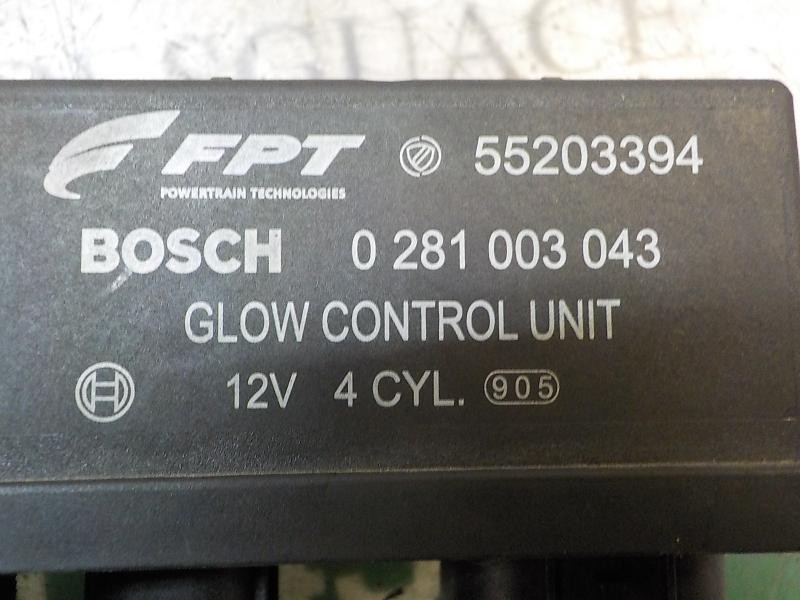 FPT 55203394
POWERTRAIN TECHNOLOGIES
BOSCH 0 281 003 043
GLOW CONTROL UNIT
12V 4 CYL. 905